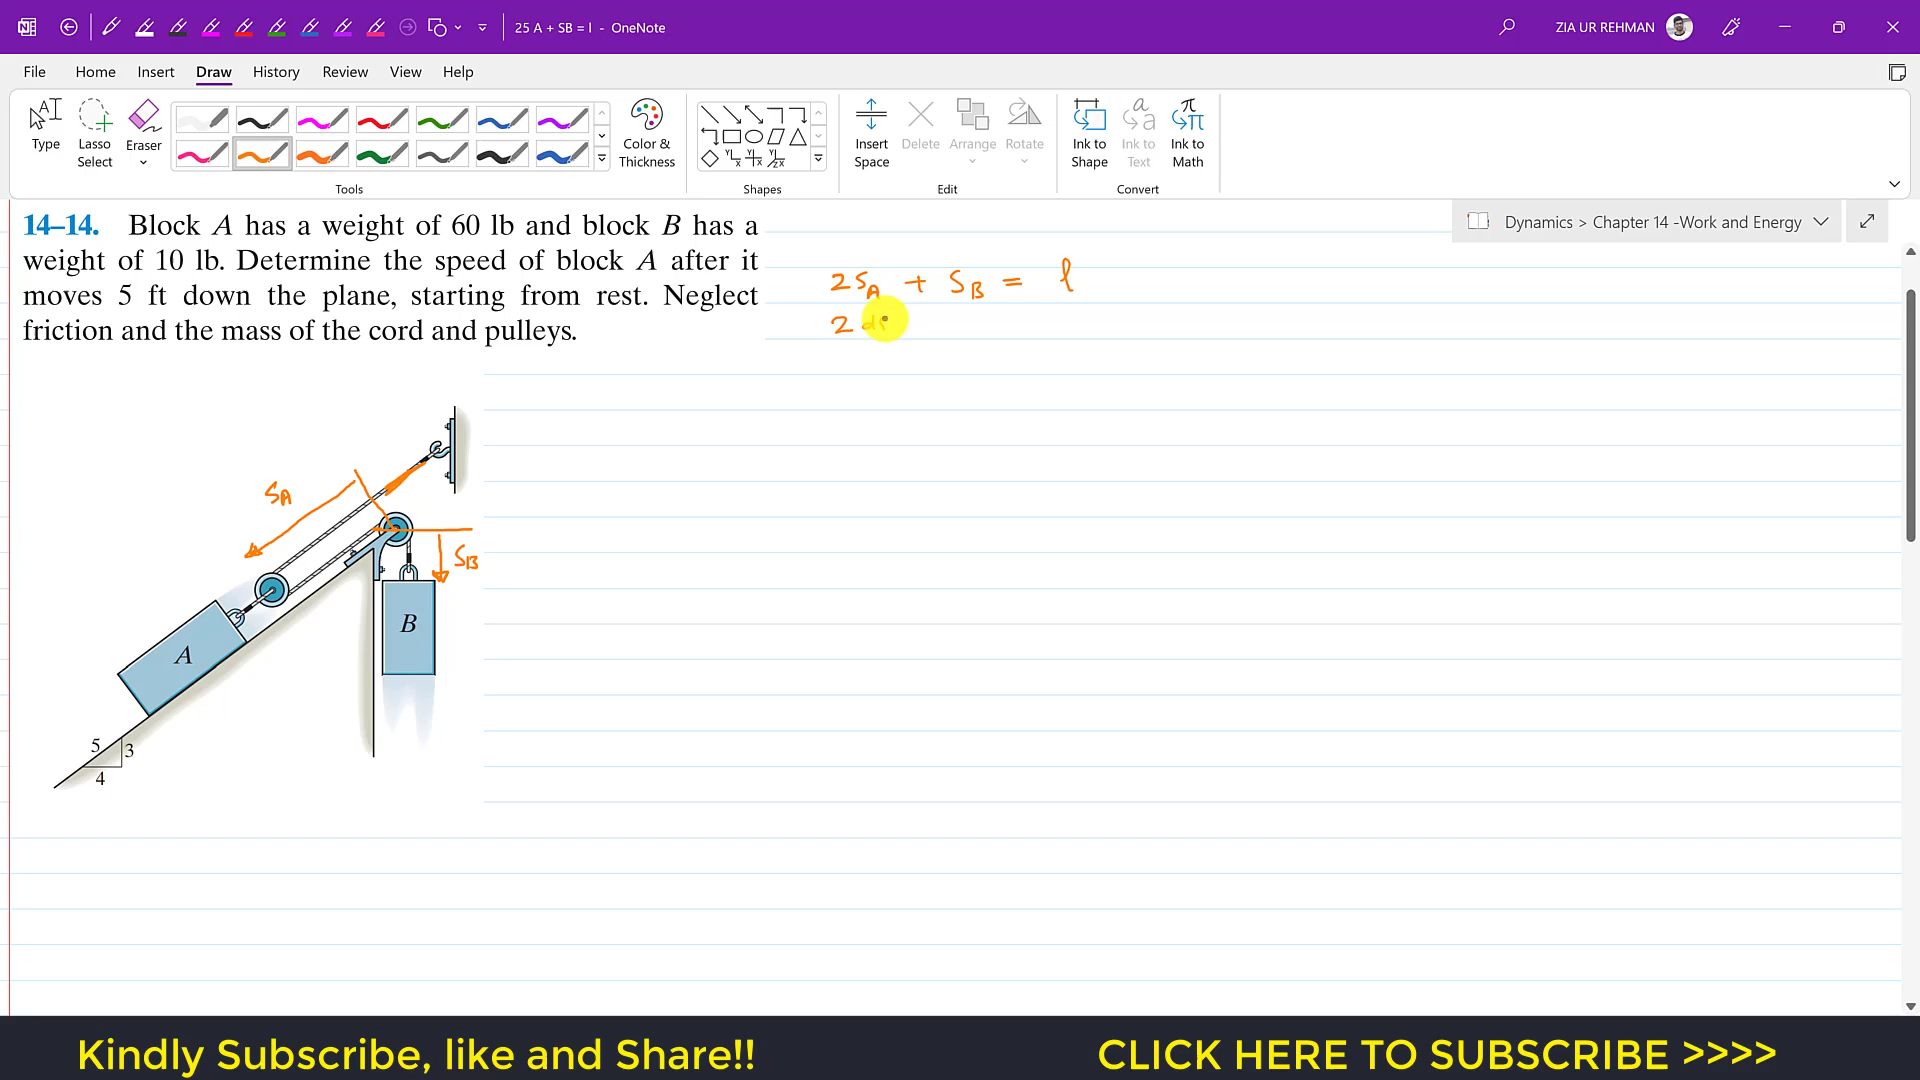 25 A + SB = l - OneNote
ZIA UR REHMAN
File Home Insert Draw History Review View Help
Type
Lasso Select
Eraser
Color & Thickness
Insert Space
Delete
Arrange
Rotate
Ink to Shape
Ink to Text
Ink to Math
Tools Shapes Edit Convert
Dynamics > Chapter 14 -Work and Energy
14–14. Block A has a weight of 60 lb and block B has a
weight of 10 lb. Determine the speed of block A after it
moves 5 ft down the plane, starting from rest. Neglect
friction and the mass of the cord and pulleys.
2SA + SB = l
2
SA
SB
A
B
5
3
4
Kindly Subscribe, like and Share!!
CLICK HERE TO SUBSCRIBE >>>>